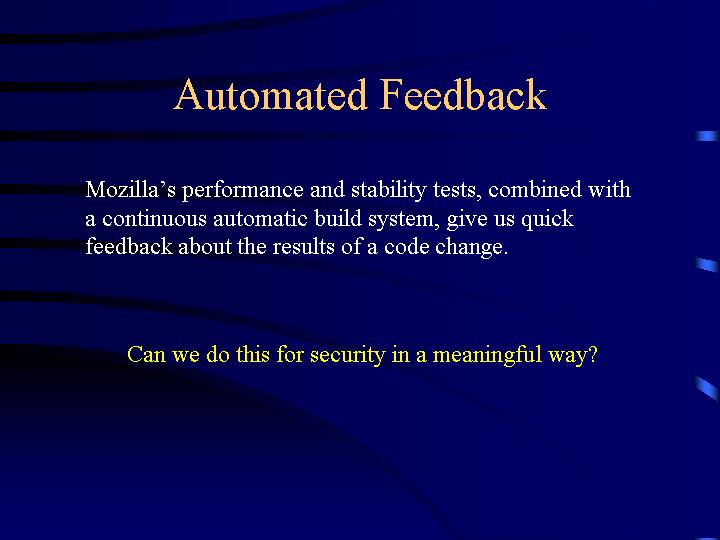 Automated Feedback
Mozilla’s performance and stability tests, combined with
a continuous automatic build system, give us quick
feedback about the results of a code change.
Can we do this for security in a meaningful way?